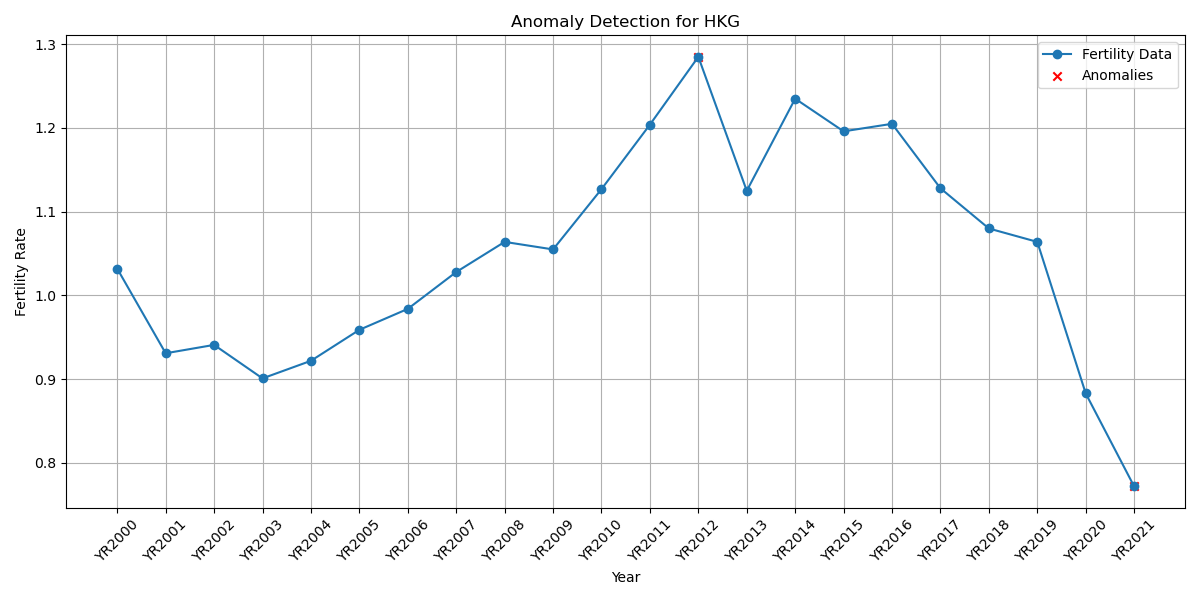 Anomaly Detection for HKG
Fertility Data
Anomalies
1.3
1.2
1.1
1.0
0.9
0.8
Fertility Rate
YR2000
YR2001
YR2002
YR2003
YR2004
YR2005
YR2006
YR2007
YR2008
YR2009
YR2010
YR2011
YR2012
YR2013
YR2014
YR2015
YR2016
YR2017
YR2018
YR2019
YR2020
YR2021
Year